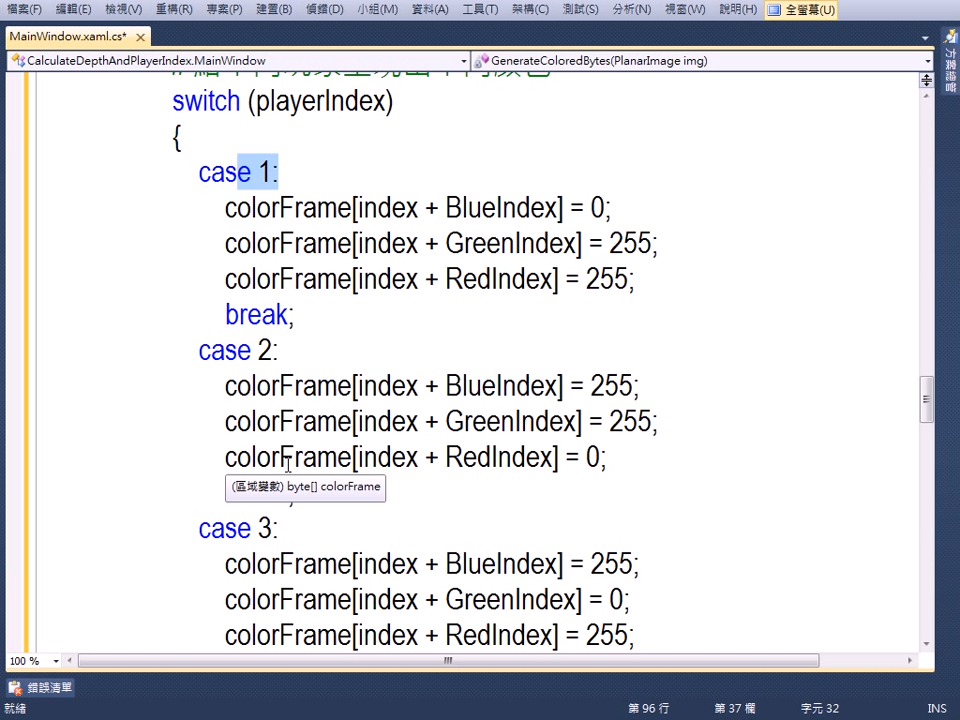 檔案(F) 編輯(E) 檢視(V) 重構(R) 專案(P) 建置(B) 偵錯(D) 小組(M) 資料(A) 工具(T) 架構(C) 測試(S) 分析(N) 視窗(W) 說明(H) 全螢幕(U)
MainWindow.xaml.cs*
CalculateDepthAndPlayerIndex.MainWindow GenerateColoredBytes(PlanarImage img)
方案總管
switch (playerIndex)
{
case 1:
colorFrame[index + BlueIndex] = 0;
colorFrame[index + GreenIndex] = 255;
colorFrame[index + RedIndex] = 255;
break;
case 2:
colorFrame[index + BlueIndex] = 255;
colorFrame[index + GreenIndex] = 255;
colorFrame[index + RedIndex] = 0;
(區域變數) byte[] colorFrame
case 3:
colorFrame[index + BlueIndex] = 255;
colorFrame[index + GreenIndex] = 0;
colorFrame[index + RedIndex] = 255;
100 %
錯誤清單
就緒 第 96 行 第 37 欄 字元 32 INS